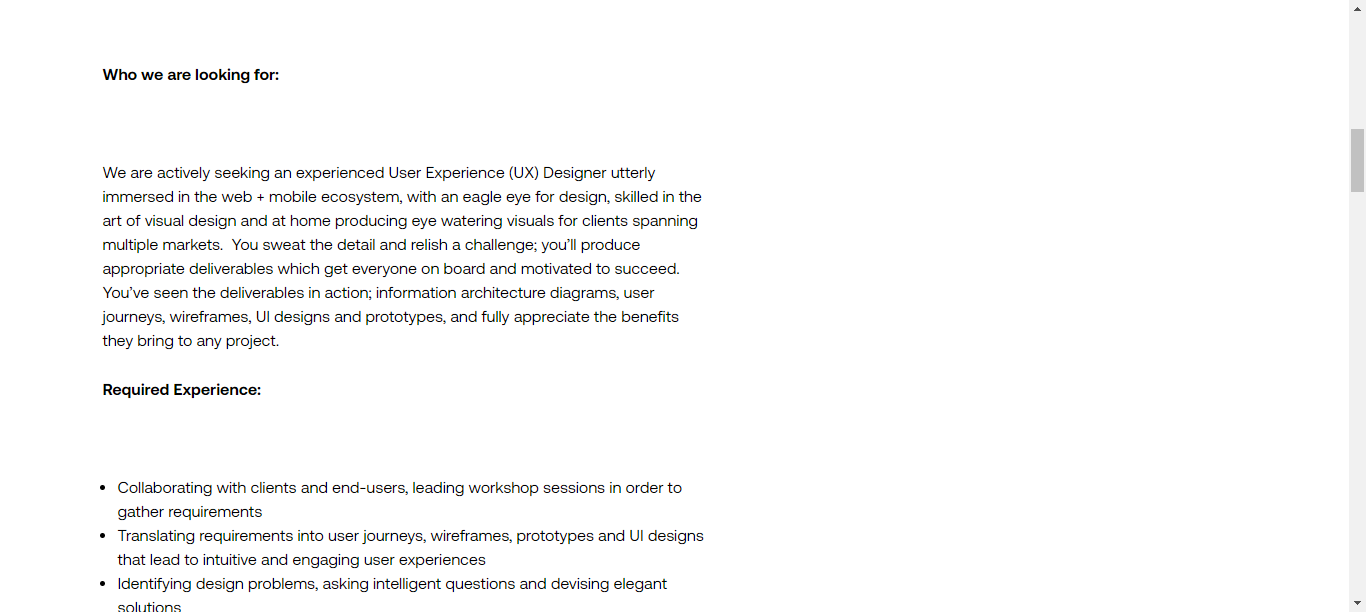 Who we are looking for:
We are actively seeking an experienced User Experience (UX) Designer utterly
immersed in the web + mobile ecosystem, with an eagle eye for design, skilled in the
art of visual design and at home producing eye watering visuals for clients spanning
multiple markets.  You sweat the detail and relish a challenge; you’ll produce
appropriate deliverables which get everyone on board and motivated to succeed.
You’ve seen the deliverables in action; information architecture diagrams, user
journeys, wireframes, UI designs and prototypes, and fully appreciate the benefits
they bring to any project.
Required Experience:
• Collaborating with clients and end-users, leading workshop sessions in order to
gather requirements
• Translating requirements into user journeys, wireframes, prototypes and UI designs
that lead to intuitive and engaging user experiences
• Identifying design problems, asking intelligent questions and devising elegant
solutions